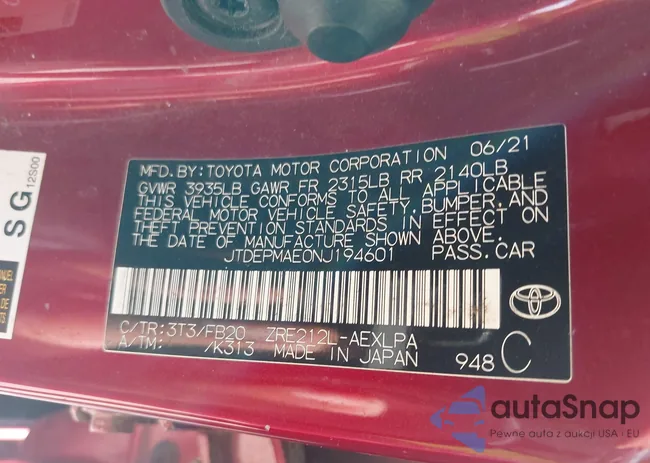 MFD. BY: TOYOTA MOTOR CORPORATION 06/21
GVWR 3935LB GAWR FR 2315LB RR 2140LB
THIS VEHICLE CONFORMS TO ALL APPLICABLE
FEDERAL MOTOR VEHICLE SAFETY, BUMPER, AND
THEFT PREVENTION STANDARDS IN EFFECT ON
THE DATE OF MANUFACTURE SHOWN ABOVE.
JTDEPMAE0NJ194601 PASS.CAR
C/TR:3T3/FB20 ZRE212L-AEXLPA
A/TM: /K313 MADE IN JAPAN 948 C
SG
12S00
autaSnap
Pewne auta z aukcji USA i EU